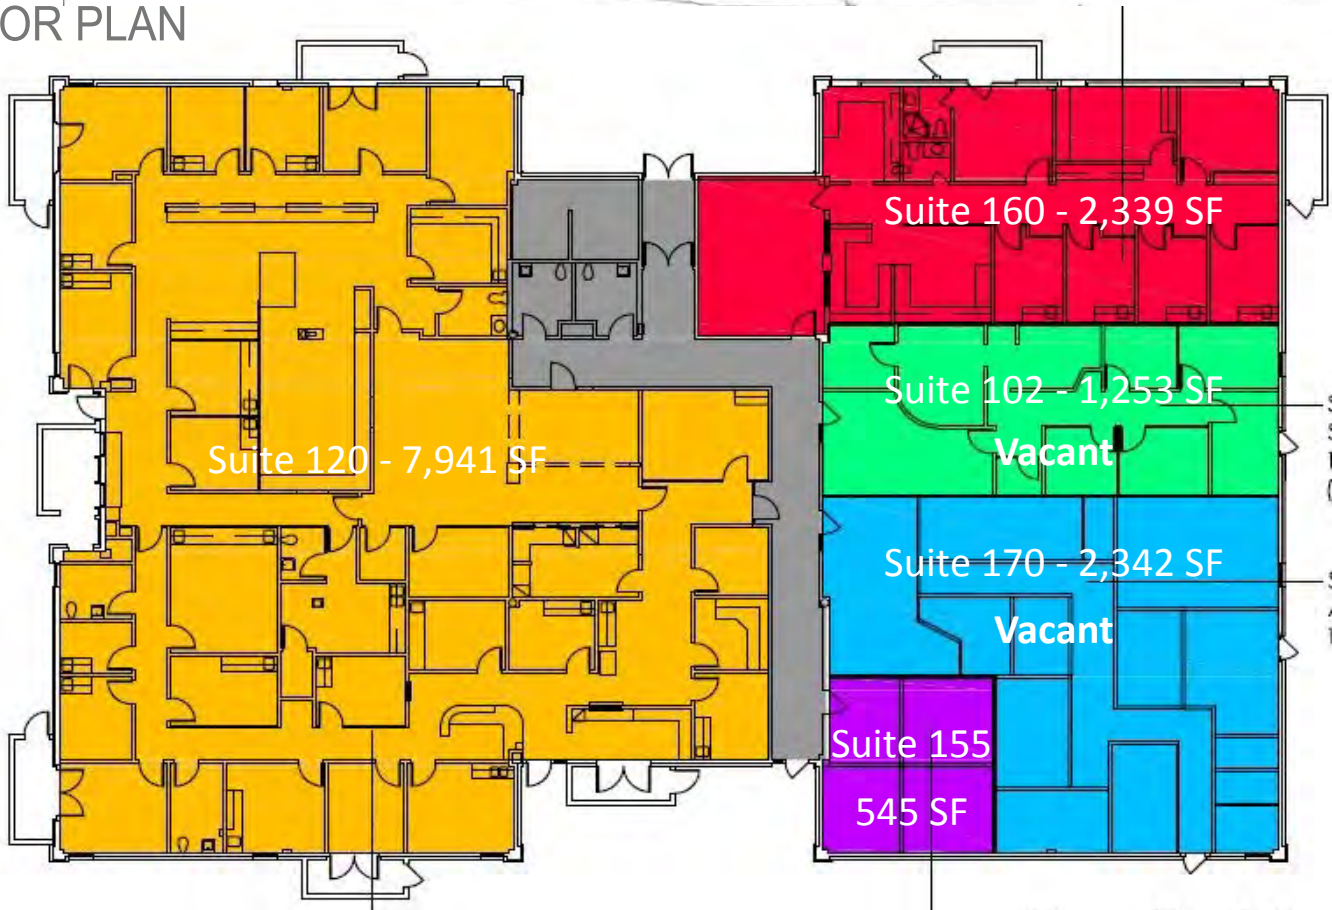 OR PLAN
Suite 160 - 2,339 SF
Suite 102 - 1,253 SF
Vacant
Suite 120 - 7,941 SF
Suite 170 - 2,342 SF
Vacant
Suite 155
545 SF